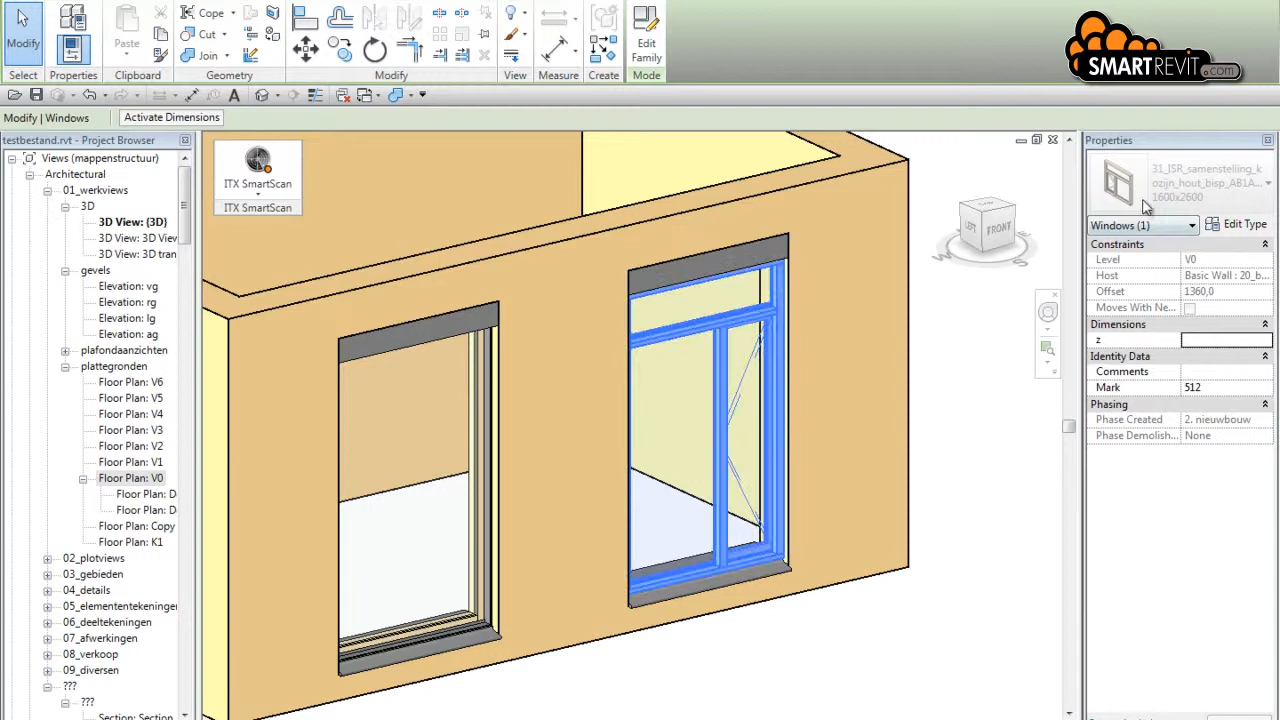 Cope
Cut
Join
Modify
Paste
Edit
Family
Select
Properties
Clipboard
Geometry
Modify
View
Measure
Create
Mode
SMARTREVIT.com
A
Modify | Windows
Activate Dimensions
testbestand.rvt - Project Browser
Views (mappenstructuur)
Architectural
01_werkviews
3D
3D View: {3D}
3D View: 3D Viev
3D View: 3D tran
gevels
Elevation: vg
Elevation: rg
Elevation: lg
Elevation: ag
plafondaanzichten
plattegronden
Floor Plan: V6
Floor Plan: V5
Floor Plan: V4
Floor Plan: V3
Floor Plan: V2
Floor Plan: V1
Floor Plan: V0
Floor Plan: D
Floor Plan: D
Floor Plan: Copy
Floor Plan: K1
02_plotviews
03_gebieden
04_details
05_elemententekeningen
06_deeltekeningen
07_afwerkingen
08_verkoop
09_diversen
???
???
Section: Section
ITX SmartScan
ITX SmartScan
LEFT
FRONT
Properties
31_ISR_samenstelling_k
ozijn_hout_bisp_AB1A...
1600x2600
Windows (1)
Edit Type
Constraints
Level V0
Host Basic Wall : 20_b...
Offset 1360,0
Moves With Ne...
Dimensions
z
Identity Data
Comments
Mark 512
Phasing
Phase Created 2. nieuwbouw
Phase Demolish... None